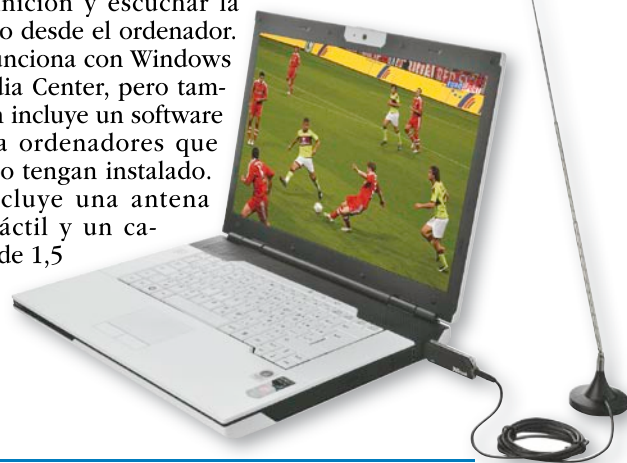 nición y escuchar la
o desde el ordenador.
unciona con Windows
dia Center, pero tam-
n incluye un software
a ordenadores que
o tengan instalado.
cluye una antena
áctil y un ca-
de 1,5